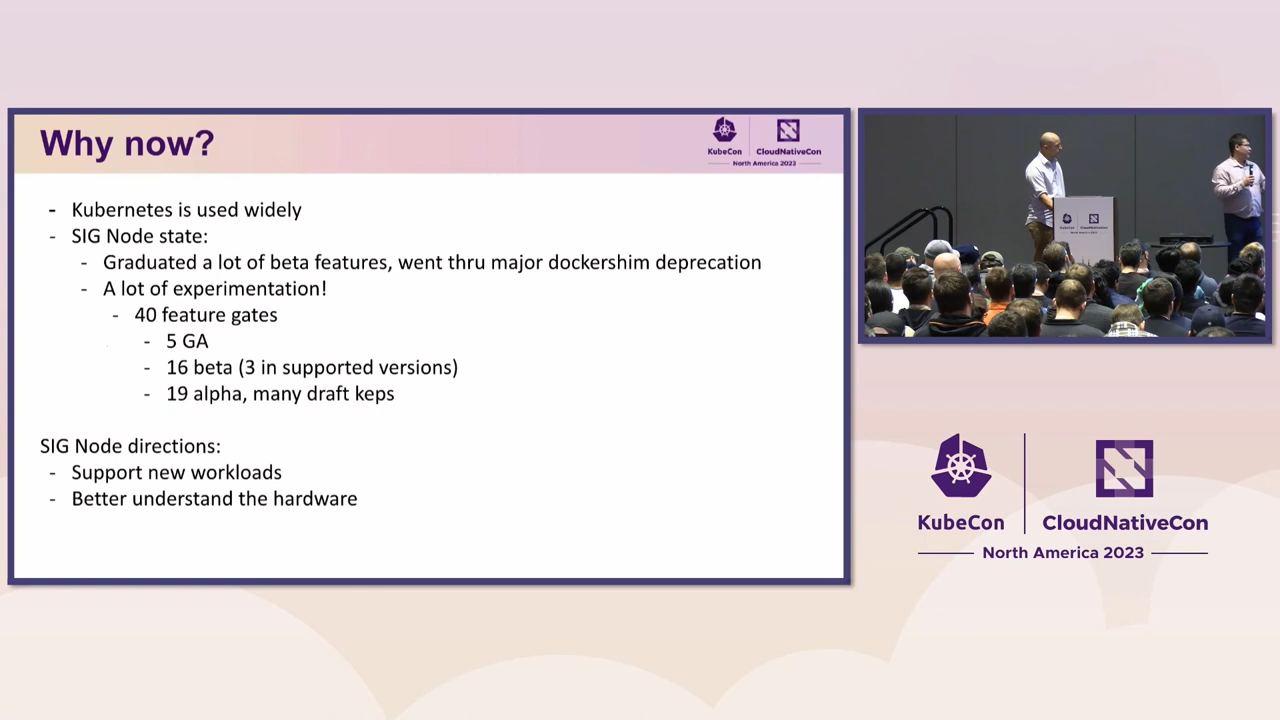 Why now?
KubeCon
CloudNativeCon
North America 2023
- Kubernetes is used widely
- SIG Node state:
- Graduated a lot of beta features, went thru major dockershim deprecation
- A lot of experimentation!
- 40 feature gates
- 5 GA
- 16 beta (3 in supported versions)
- 19 alpha, many draft keps
SIG Node directions:
- Support new workloads
- Better understand the hardware
KubeCon
CloudNativeCon
North America 2023